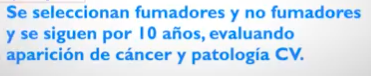 Se seleccionan fumadores y no fumadores
y se siguen por 10 años, evaluando
aparición de cáncer y patología CV.